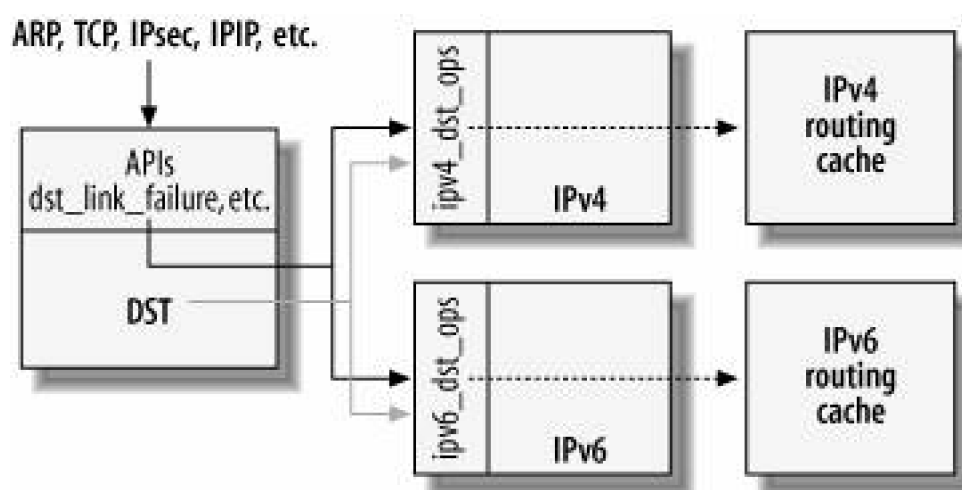 ARP, TCP, IPsec, IPIP, etc.
APIs
dst_link_failure, etc.
DST
ipv4_dst_ops
IPv4
IPv4
routing
cache
ipv6_dst_ops
IPv6
IPv6
routing
cache